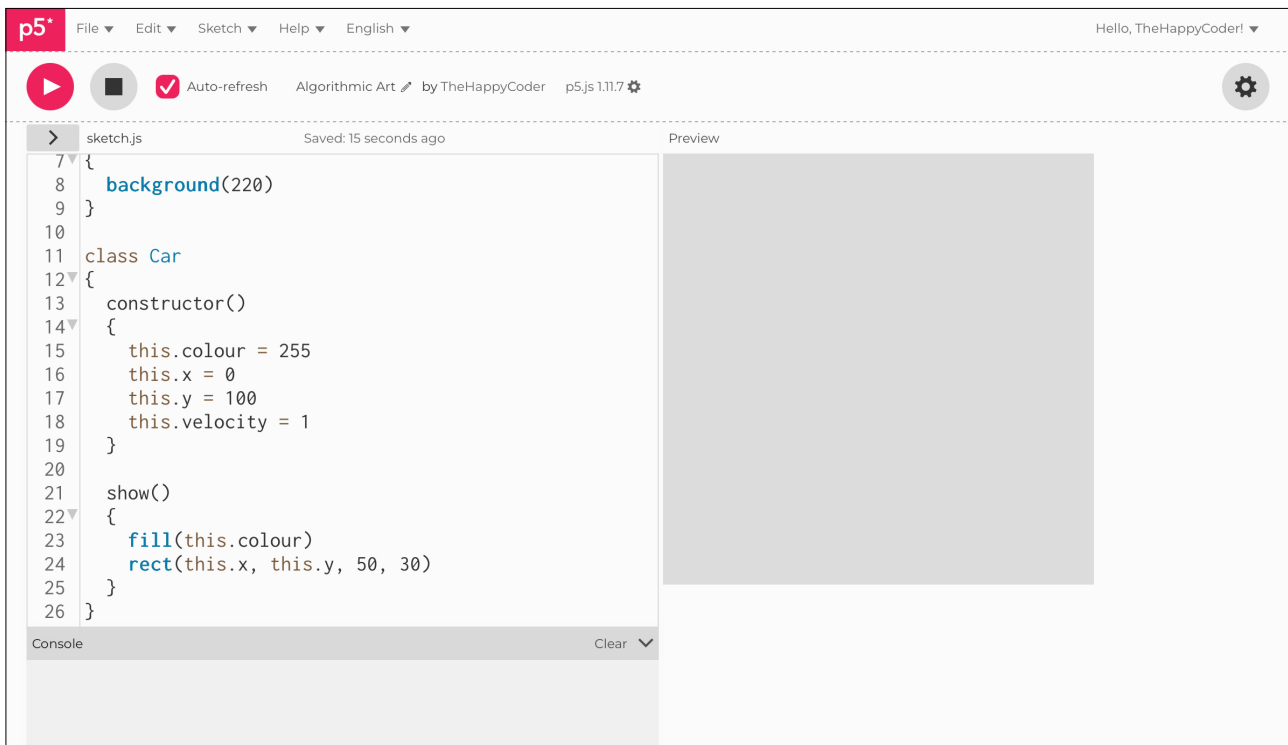 p5* File Edit Sketch Help English Hello, TheHappyCoder!
Auto-refresh Algorithmic Art by TheHappyCoder p5.js 1.11.7
sketch.js Saved: 15 seconds ago Preview
7 {
8 background(220)
9 }
10
11 class Car
12 {
13 constructor()
14 {
15 this.colour = 255
16 this.x = 0
17 this.y = 100
18 this.velocity = 1
19 }
20
21 show()
22 {
23 fill(this.colour)
24 rect(this.x, this.y, 50, 30)
25 }
26 }
Console Clear